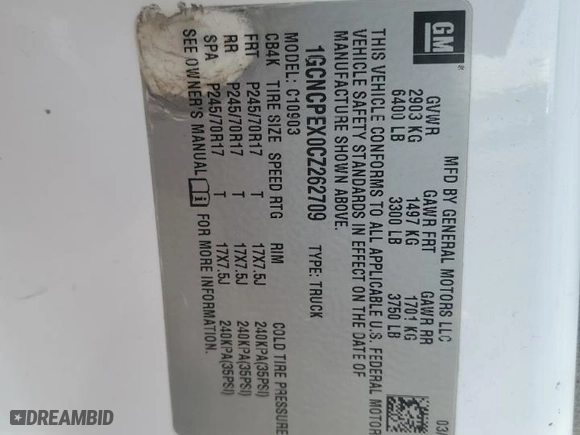 GM
MFD BY GENERAL MOTORS LLC
03/
GVWR GAWR FRT GAWR RR
2903 KG 1497 KG 1701 KG
6400 LB 3300 LB 3750 LB
THIS VEHICLE CONFORMS TO ALL APPLICABLE U.S. FEDERAL MOTOR
VEHICLE SAFETY STANDARDS IN EFFECT ON THE DATE OF
MANUFACTURE SHOWN ABOVE.
1GCNCPEX0CZ262709 TYPE: TRUCK
MODEL: C10903
CB4K TIRE SIZE SPEED RTG RIM COLD TIRE PRESSURE
FRT P245/70R17 T 17X7.5J 240KPA(35PSI)
RR P245/70R17 T 17X7.5J 240KPA(35PSI)
SPA P245/70R17 T 17X7.5J 240KPA(35PSI)
SEE OWNER'S MANUAL FOR MORE INFORMATION.
DREAMBID